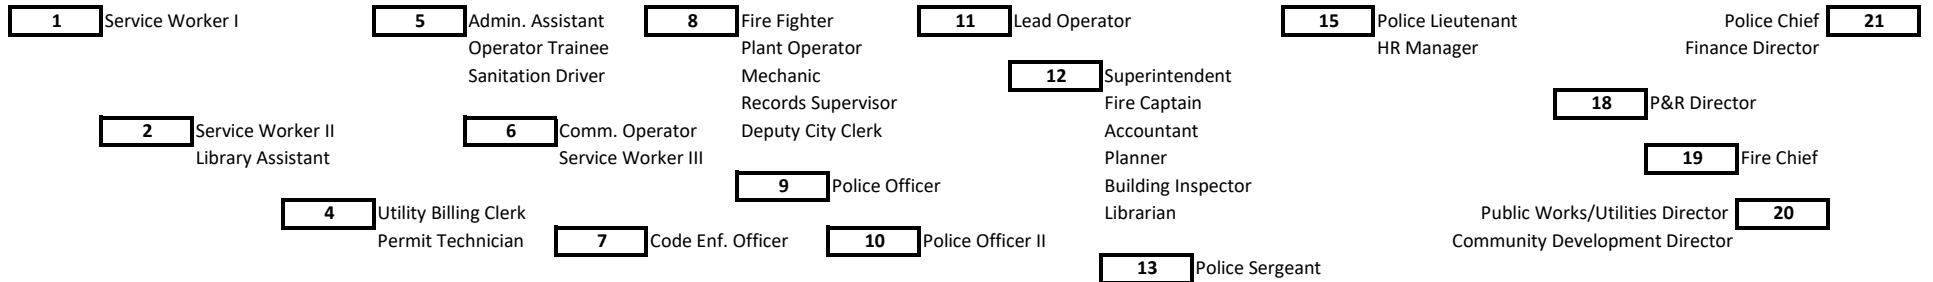 1 Service Worker I
2 Service Worker II
Library Assistant
4 Utility Billing Clerk
Permit Technician
5 Admin. Assistant
Operator Trainee
Sanitation Driver
6 Comm. Operator
Service Worker III
7 Code Enf. Officer
8 Fire Fighter
Plant Operator
Mechanic
Records Supervisor
Deputy City Clerk
9 Police Officer
10 Police Officer II
11 Lead Operator
12 Superintendent
Fire Captain
Accountant
Planner
Building Inspector
Librarian
13 Police Sergeant
15 Police Lieutenant
HR Manager
18 P&R Director
19 Fire Chief
Public Works/Utilities Director 20
Community Development Director
Police Chief 21
Finance Director